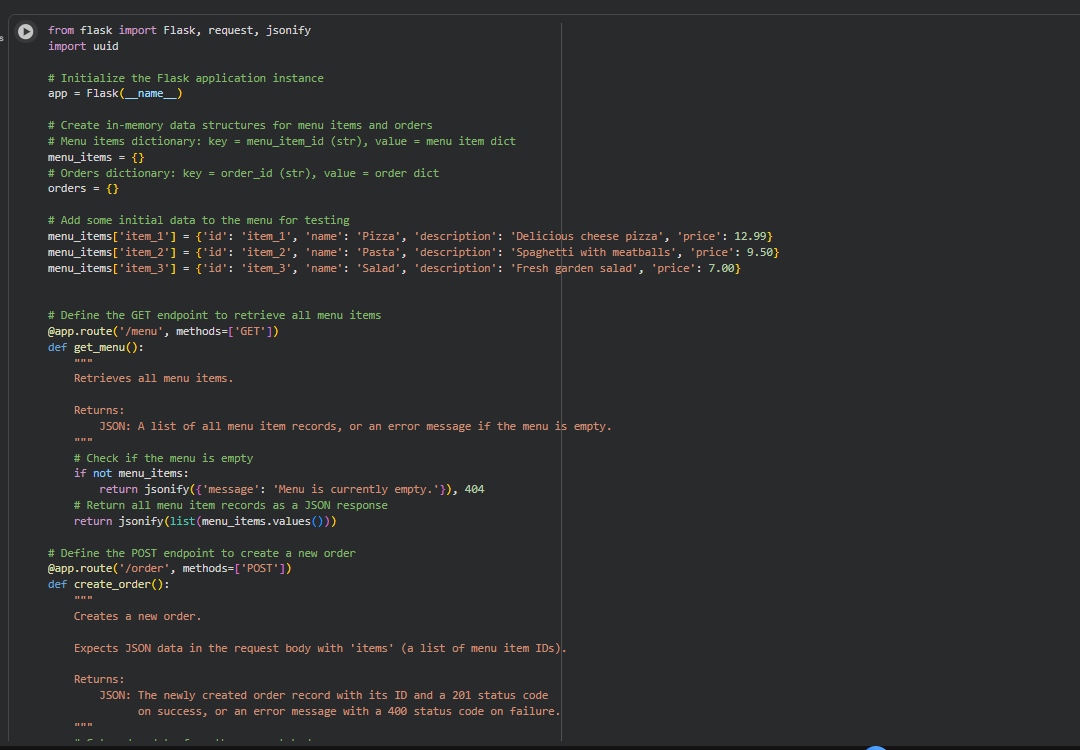 s
from flask import Flask, request, jsonify
import uuid

# Initialize the Flask application instance
app = Flask(__name__)

# Create in-memory data structures for menu items and orders
# Menu items dictionary: key = menu_item_id (str), value = menu item dict
menu_items = {}
# Orders dictionary: key = order_id (str), value = order dict
orders = {}

# Add some initial data to the menu for testing
menu_items['item_1'] = {'id': 'item_1', 'name': 'Pizza', 'description': 'Delicious cheese pizza', 'price': 12.99}
menu_items['item_2'] = {'id': 'item_2', 'name': 'Pasta', 'description': 'Spaghetti with meatballs', 'price': 9.50}
menu_items['item_3'] = {'id': 'item_3', 'name': 'Salad', 'description': 'Fresh garden salad', 'price': 7.00}


# Define the GET endpoint to retrieve all menu items
@app.route('/menu', methods=['GET'])
def get_menu():
    """
    Retrieves all menu items.

    Returns:
        JSON: A list of all menu item records, or an error message if the menu is empty.
    """
    # Check if the menu is empty
    if not menu_items:
        return jsonify({'message': 'Menu is currently empty.'}), 404
    # Return all menu item records as a JSON response
    return jsonify(list(menu_items.values()))

# Define the POST endpoint to create a new order
@app.route('/order', methods=['POST'])
def create_order():
    """
    Creates a new order.

    Expects JSON data in the request body with 'items' (a list of menu item IDs).

    Returns:
        JSON: The newly created order record with its ID and a 201 status code
              on success, or an error message with a 400 status code on failure.
    """